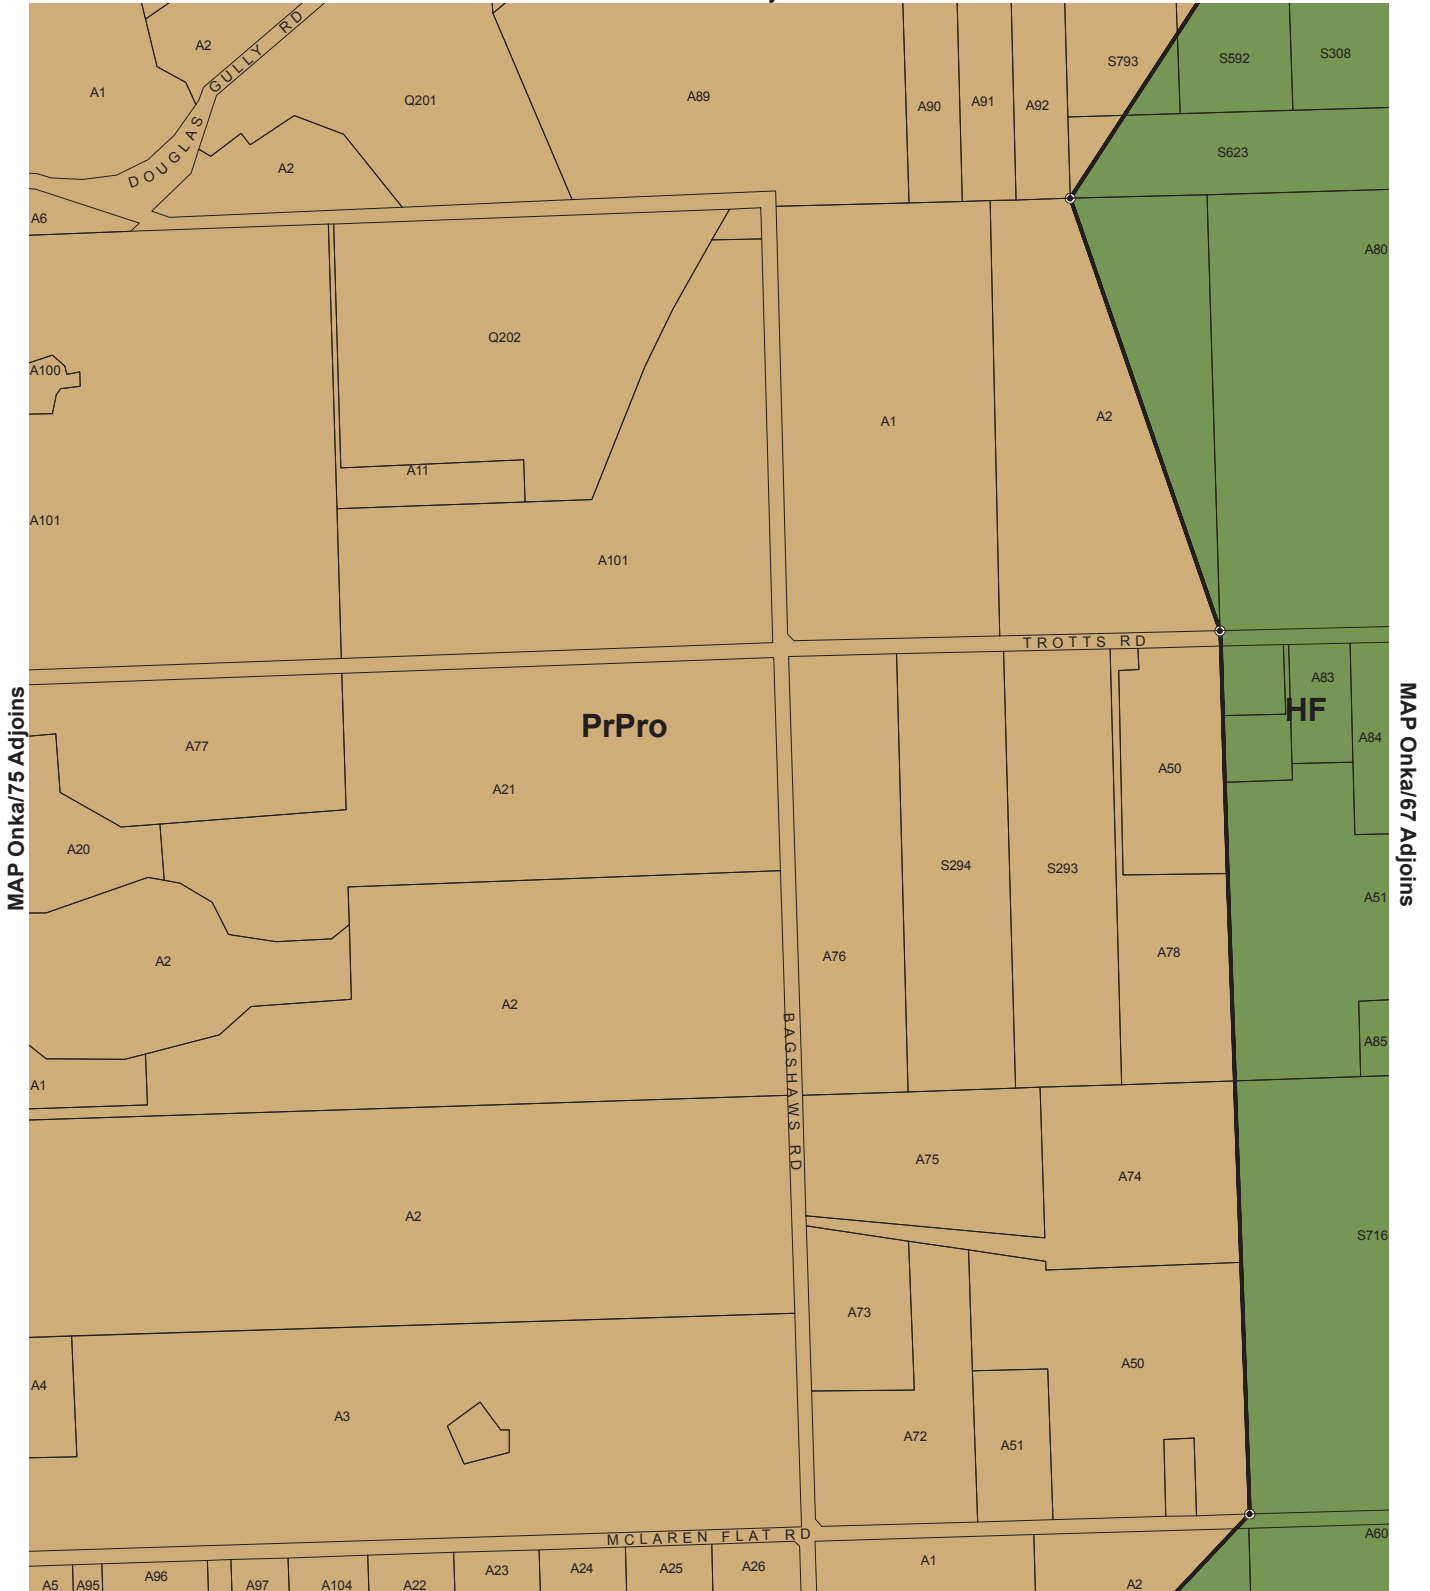 DOUGLAS GULLY RD
A2
A1
Q201
A89
A90
A91
A92
S793
S592
S308
S623
A2
A6
A80
Q202
A100
A1
A2
A11
A101
A101
TROTTS RD
A83
HF
PrPro
A84
A77
A21
A50
A20
S294
S293
A51
A76
A78
A2
A2
BAGSHAWS RD
A85
A1
A75
A74
A2
S716
A73
A50
A4
A3
A72
A51
MCLAREN FLAT RD
A60
A5
A95
A96
A97
A104
A22
A23
A24
A25
A26
A1
A2
MAP Onka/75 Adjoins
MAP Onka/67 Adjoins